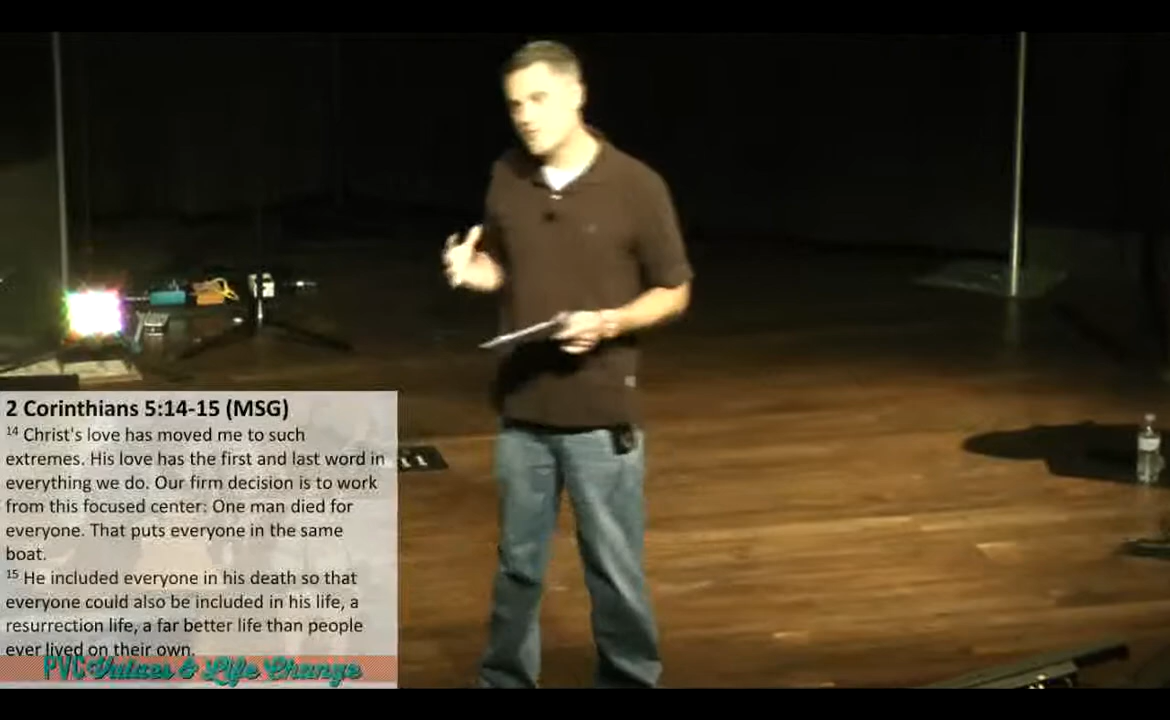 2 Corinthians 5:14-15 (MSG)
14 Christ's love has moved me to such
extremes. His love has the first and last word in
everything we do. Our firm decision is to work
from this focused center: One man died for
everyone. That puts everyone in the same
boat.
15 He included everyone in his death so that
everyone could also be included in his life, a
resurrection life, a far better life than people
ever lived on their own.
PVC Values & Life Change